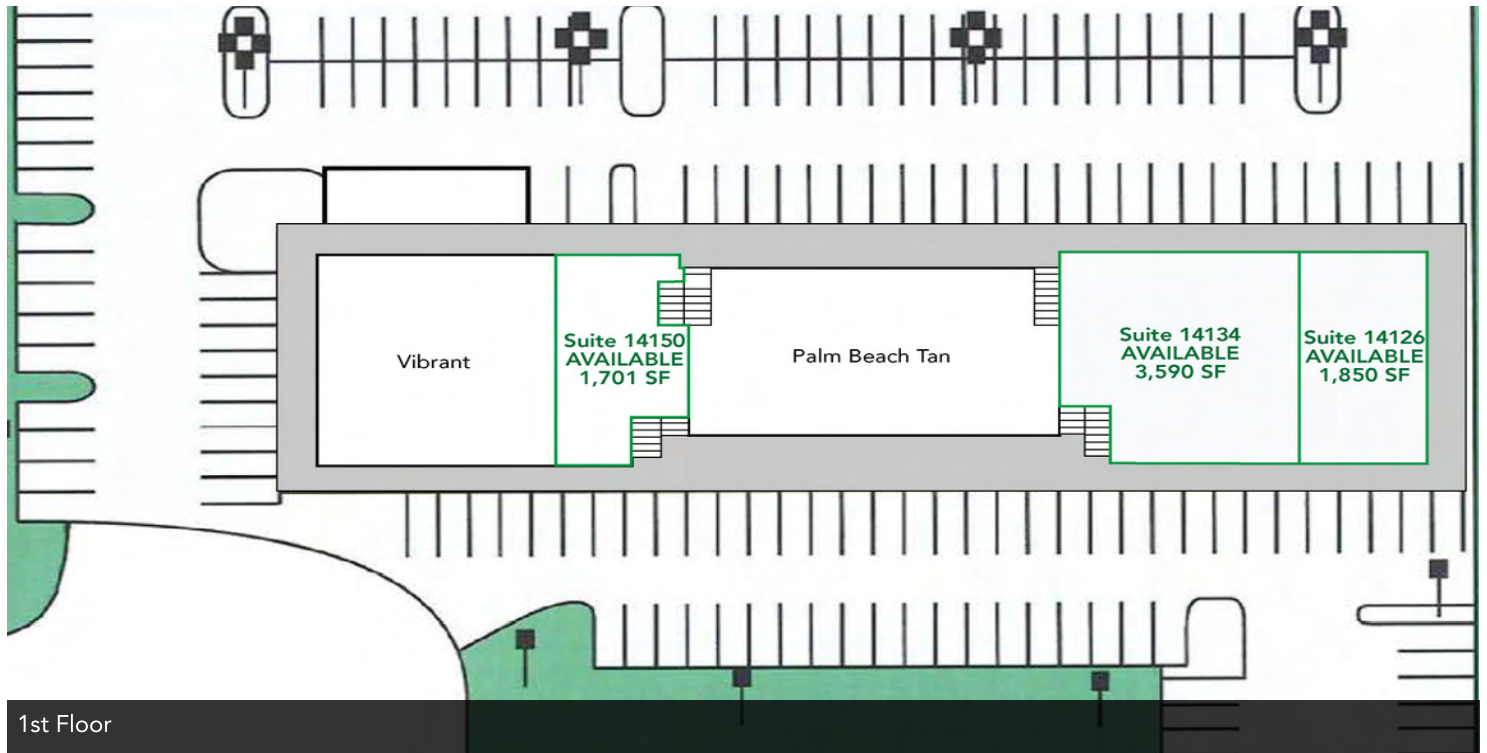 Vibrant
Suite 14150
AVAILABLE
1,701 SF
Palm Beach Tan
Suite 14134
AVAILABLE
3,590 SF
Suite 14126
AVAILABLE
1,850 SF
1st Floor